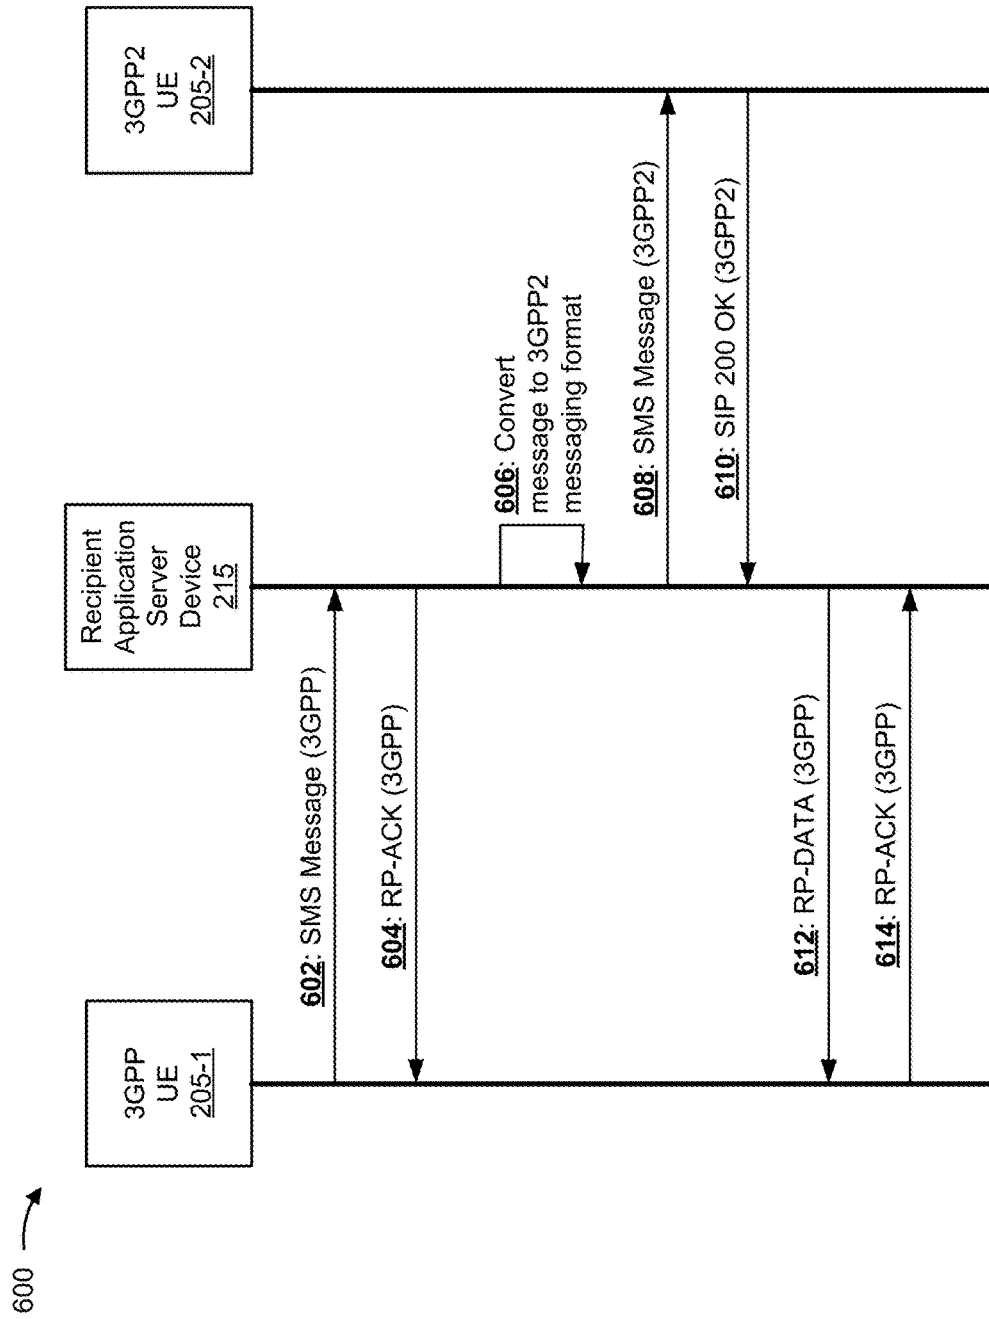 600
3GPP
UE
205-1
Recipient
Application
Server
Device
215
3GPP2
UE
205-2
602: SMS Message (3GPP)
604: RP-ACK (3GPP)
606: Convert
message to 3GPP2
messaging format
608: SMS Message (3GPP2)
610: SIP 200 OK (3GPP2)
612: RP-DATA (3GPP)
614: RP-ACK (3GPP)